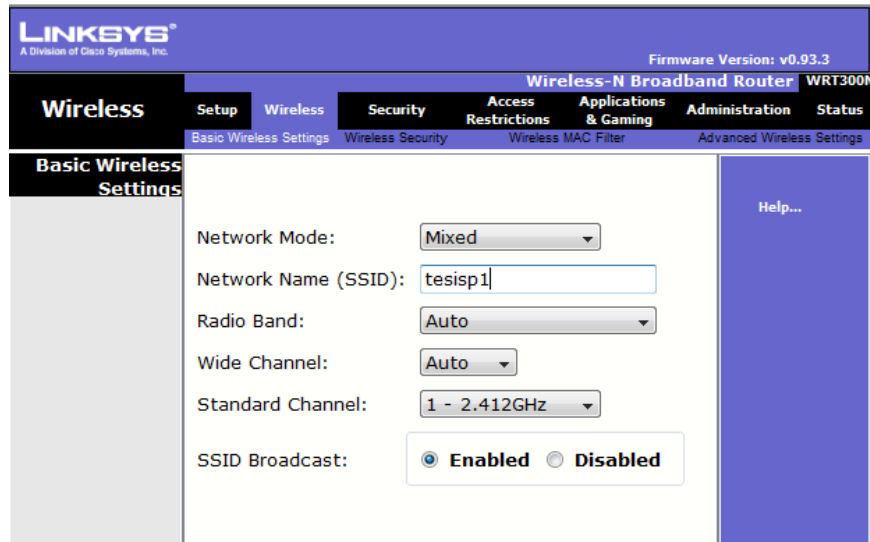 LINKSYS®
A Division of Cisco Systems, Inc.
Firmware Version: v0.93.3
Wireless-N Broadband Router WRT300N
Wireless
Setup Wireless Security Access Restrictions Applications & Gaming Administration Status
Basic Wireless Settings Wireless Security Wireless MAC Filter Advanced Wireless Settings
Basic Wireless
Settings
Help...
Network Mode: Mixed
Network Name (SSID): tesisp1
Radio Band: Auto
Wide Channel: Auto
Standard Channel: 1 - 2.412GHz
SSID Broadcast: Enabled Disabled